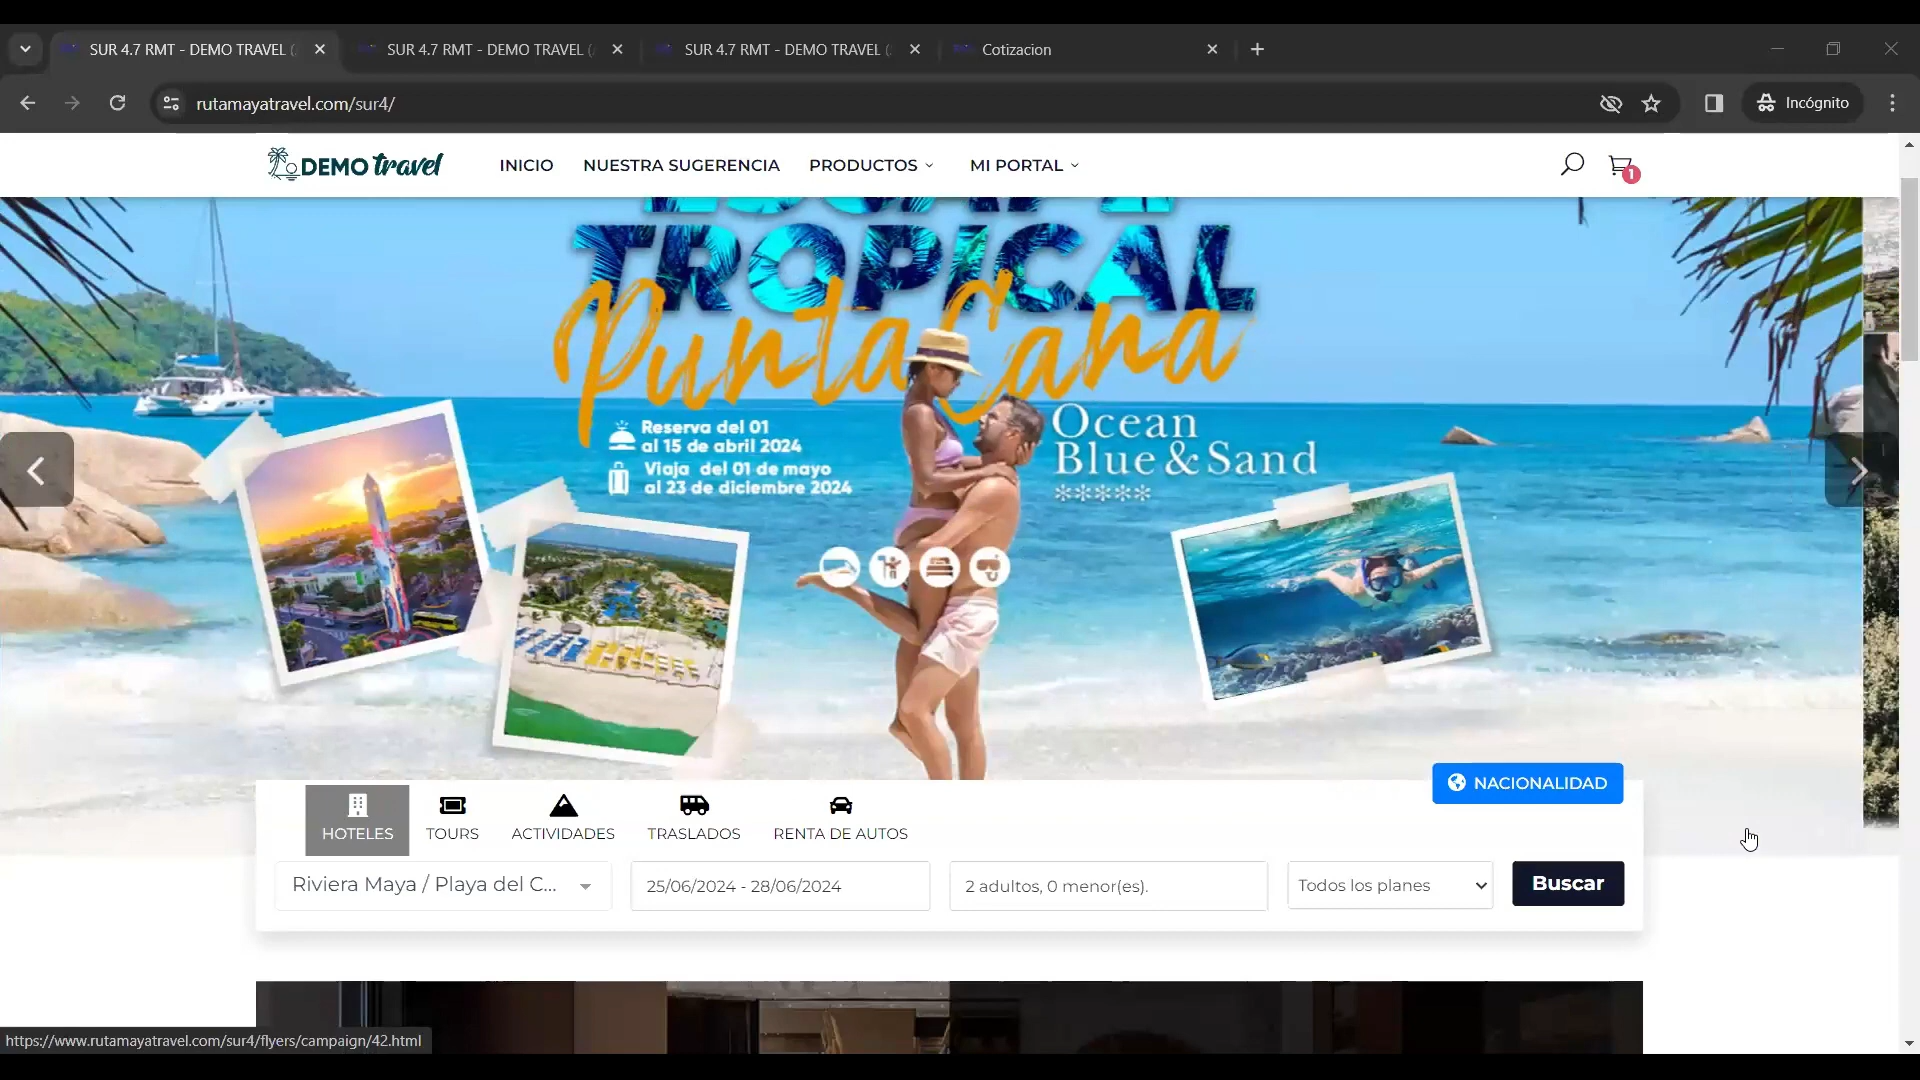 SUR 4.7 RMT - DEMO TRAVEL (
SUR 4.7 RMT - DEMO TRAVEL (
SUR 4.7 RMT - DEMO TRAVEL (
Cotizacion
rutamayatravel.com/sur4/
Incógnito
DEMO travel
INICIO
NUESTRA SUGERENCIA
PRODUCTOS
MI PORTAL
1
TROPICAL
Punta Cana
Reserva del 01
al 15 de abril 2024
Viaja del 01 de mayo
al 23 de diciembre 2024
Ocean
Blue & Sand
*****
NACIONALIDAD
HOTELES
TOURS
ACTIVIDADES
TRASLADOS
RENTA DE AUTOS
Riviera Maya / Playa del C...
25/06/2024 - 28/06/2024
2 adultos, 0 menor(es).
Todos los planes
Buscar
https://www.rutamayatravel.com/sur4/flyers/campaign/42.html